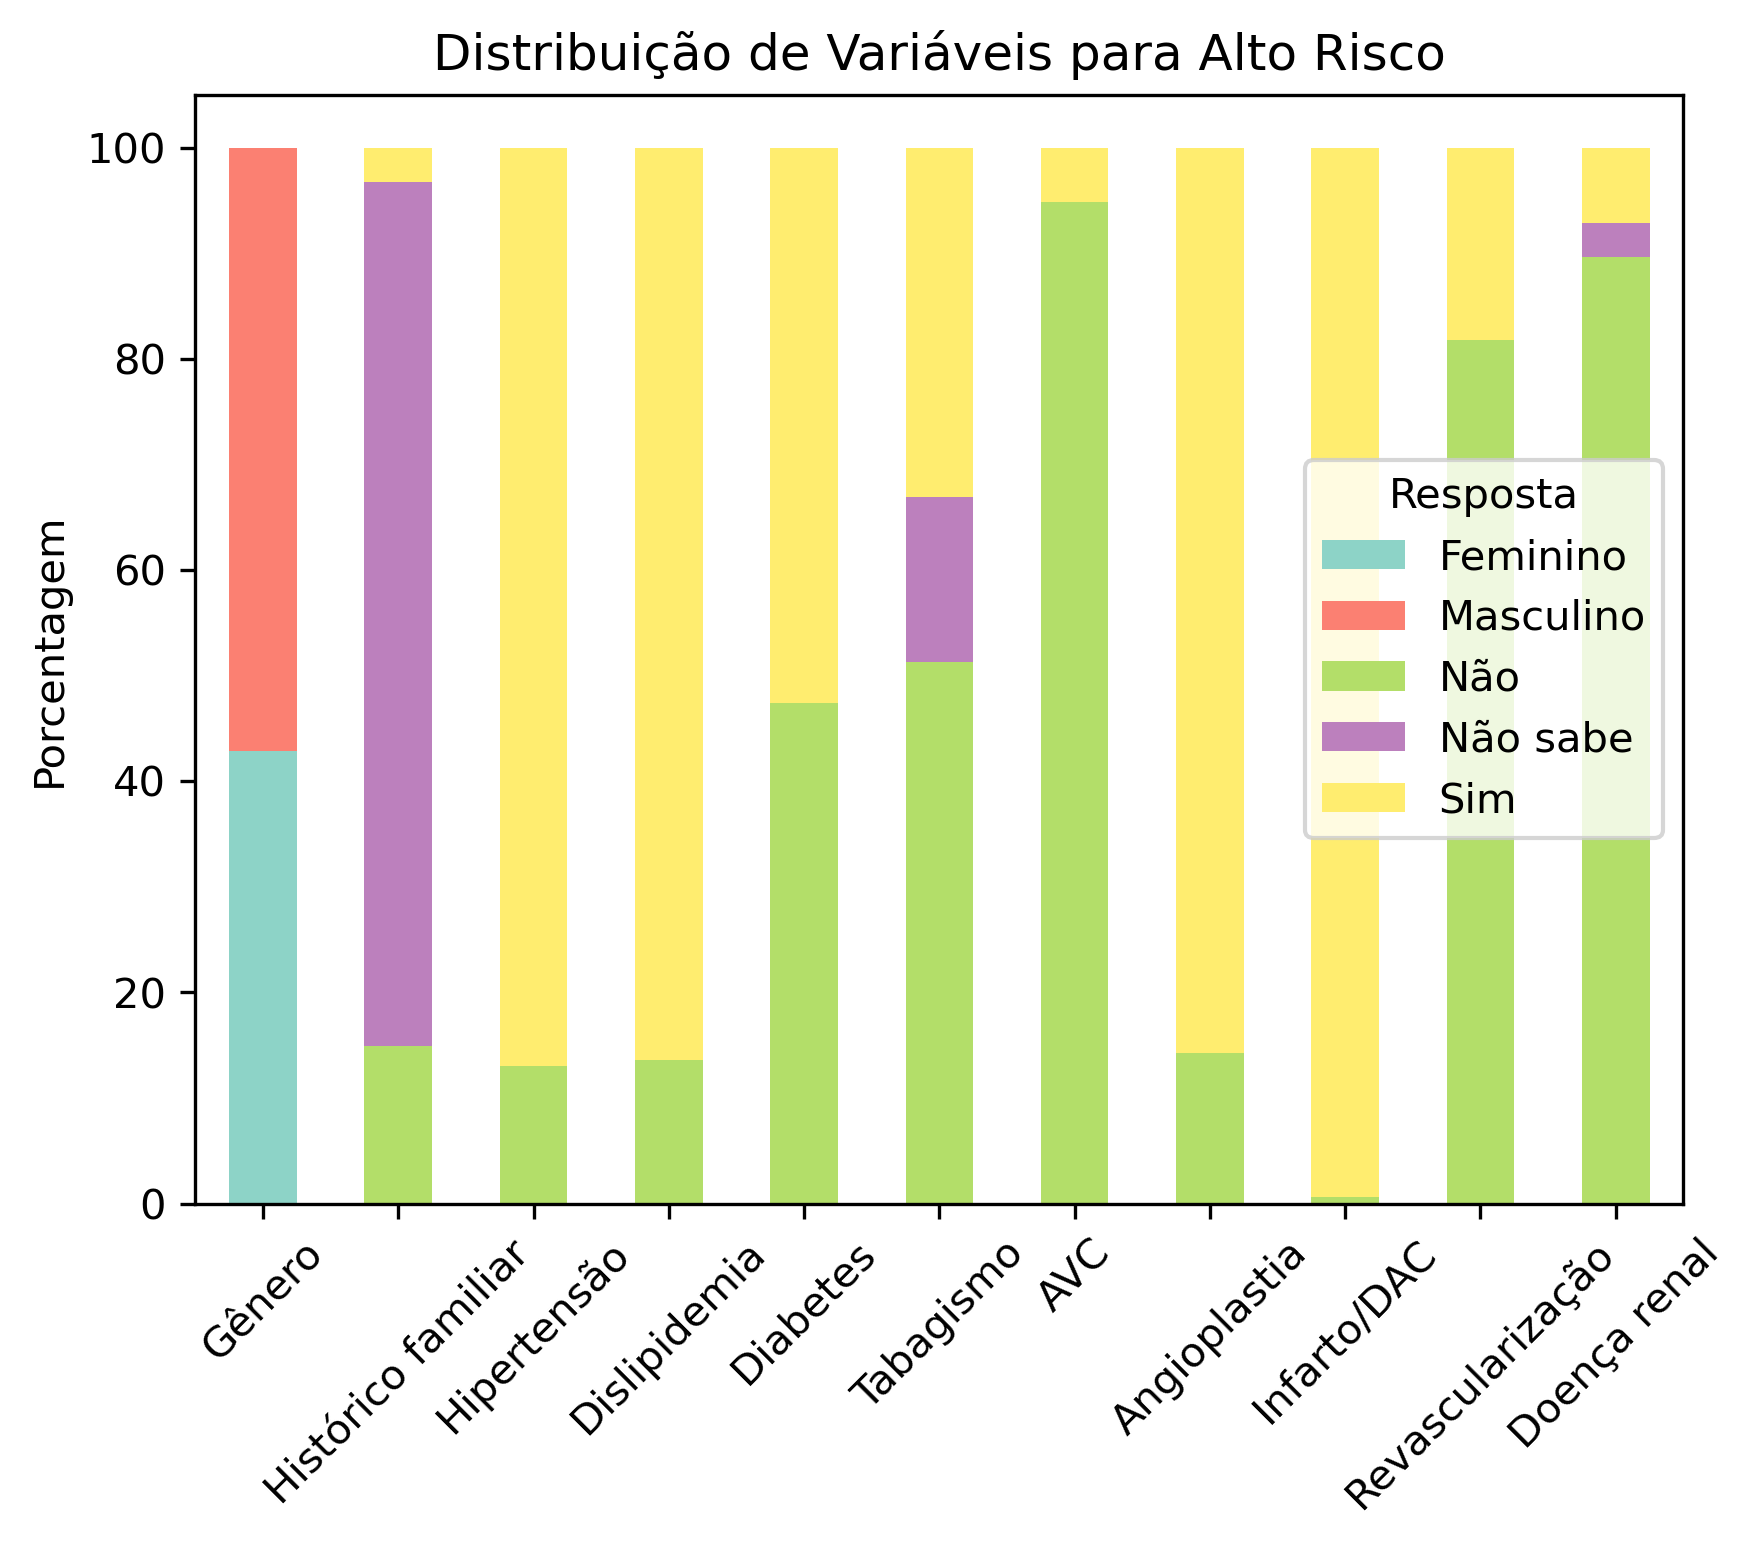 Distribuição de Variáveis para Alto Risco
Porcentagem
100
80
60
40
20
0
Resposta
Feminino
Masculino
Não
Não sabe
Sim
Gênero
Histórico familiar
Hipertensão
Dislipidemia
Diabetes
Tabagismo
AVC
Angioplastia
Infarto/DAC
Revascularização
Doença renal